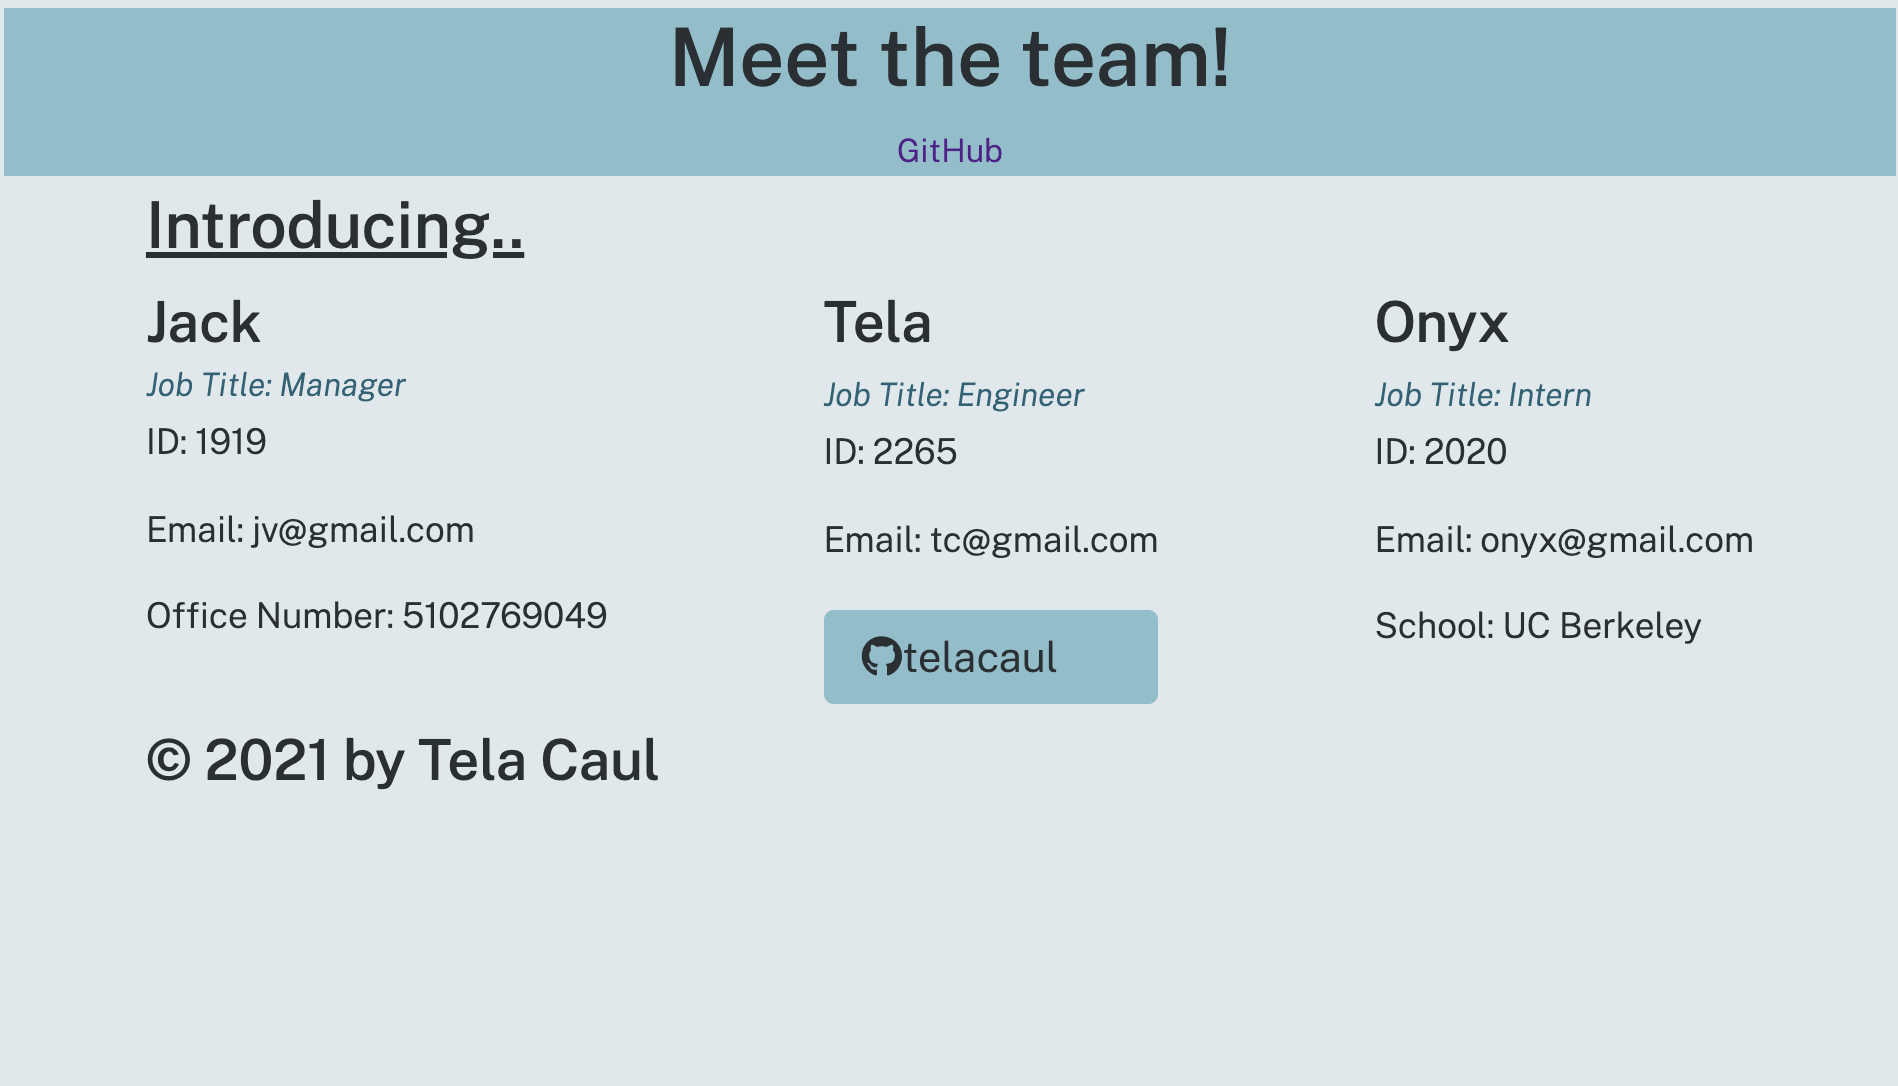 Meet the team!
GitHub
Introducing..
Jack
Job Title: Manager
ID: 1919
Email: jv@gmail.com
Office Number: 5102769049
Tela
Job Title: Engineer
ID: 2265
Email: tc@gmail.com
telacaul
Onyx
Job Title: Intern
ID: 2020
Email: onyx@gmail.com
School: UC Berkeley
© 2021 by Tela Caul